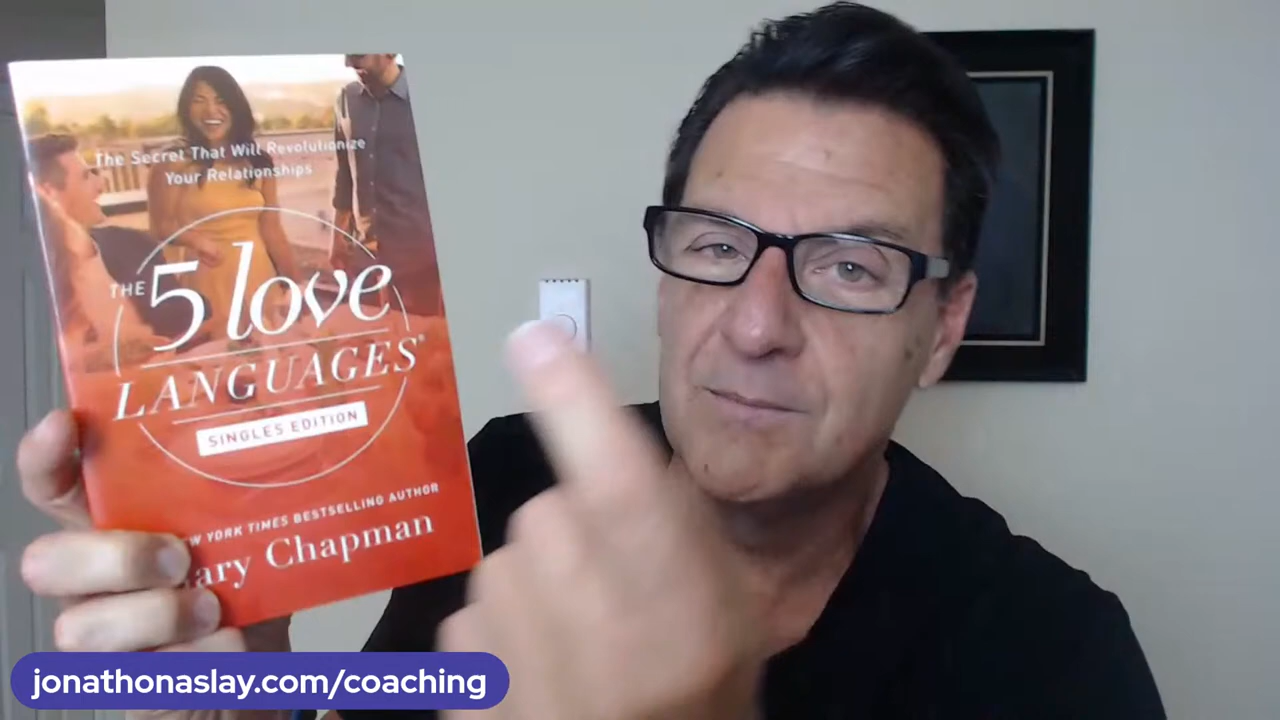 The Secret That Will Revolutionize
Your Relationships
THE 5 love
LANGUAGES®
SINGLES EDITION
YORK TIMES BESTSELLING AUTHOR
Chapman
jonathonaslay.com/coaching